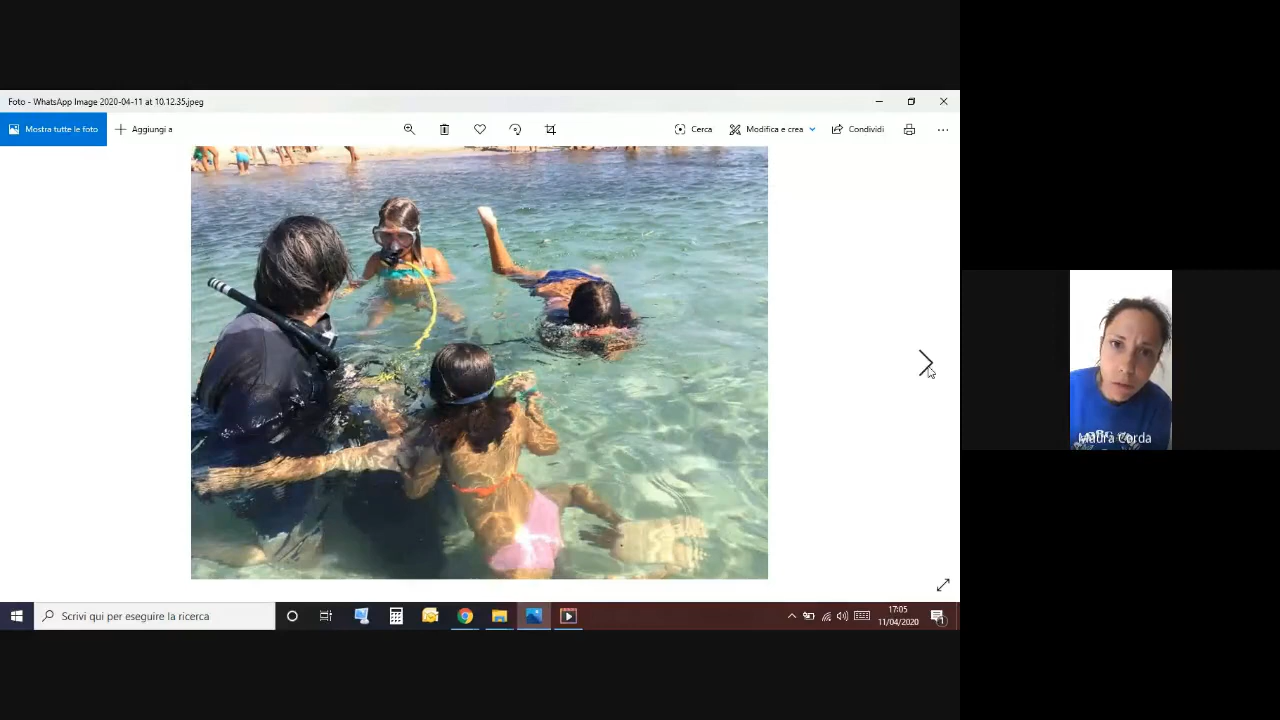 Foto - WhatsApp Image 2020-04-11 at 10.12.35.jpeg
Mostra tutte le foto
Aggiungi a
Cerca
Modifica e crea
Condividi
Maura Corda
Scrivi qui per eseguire la ricerca
17:05
11/04/2020
1